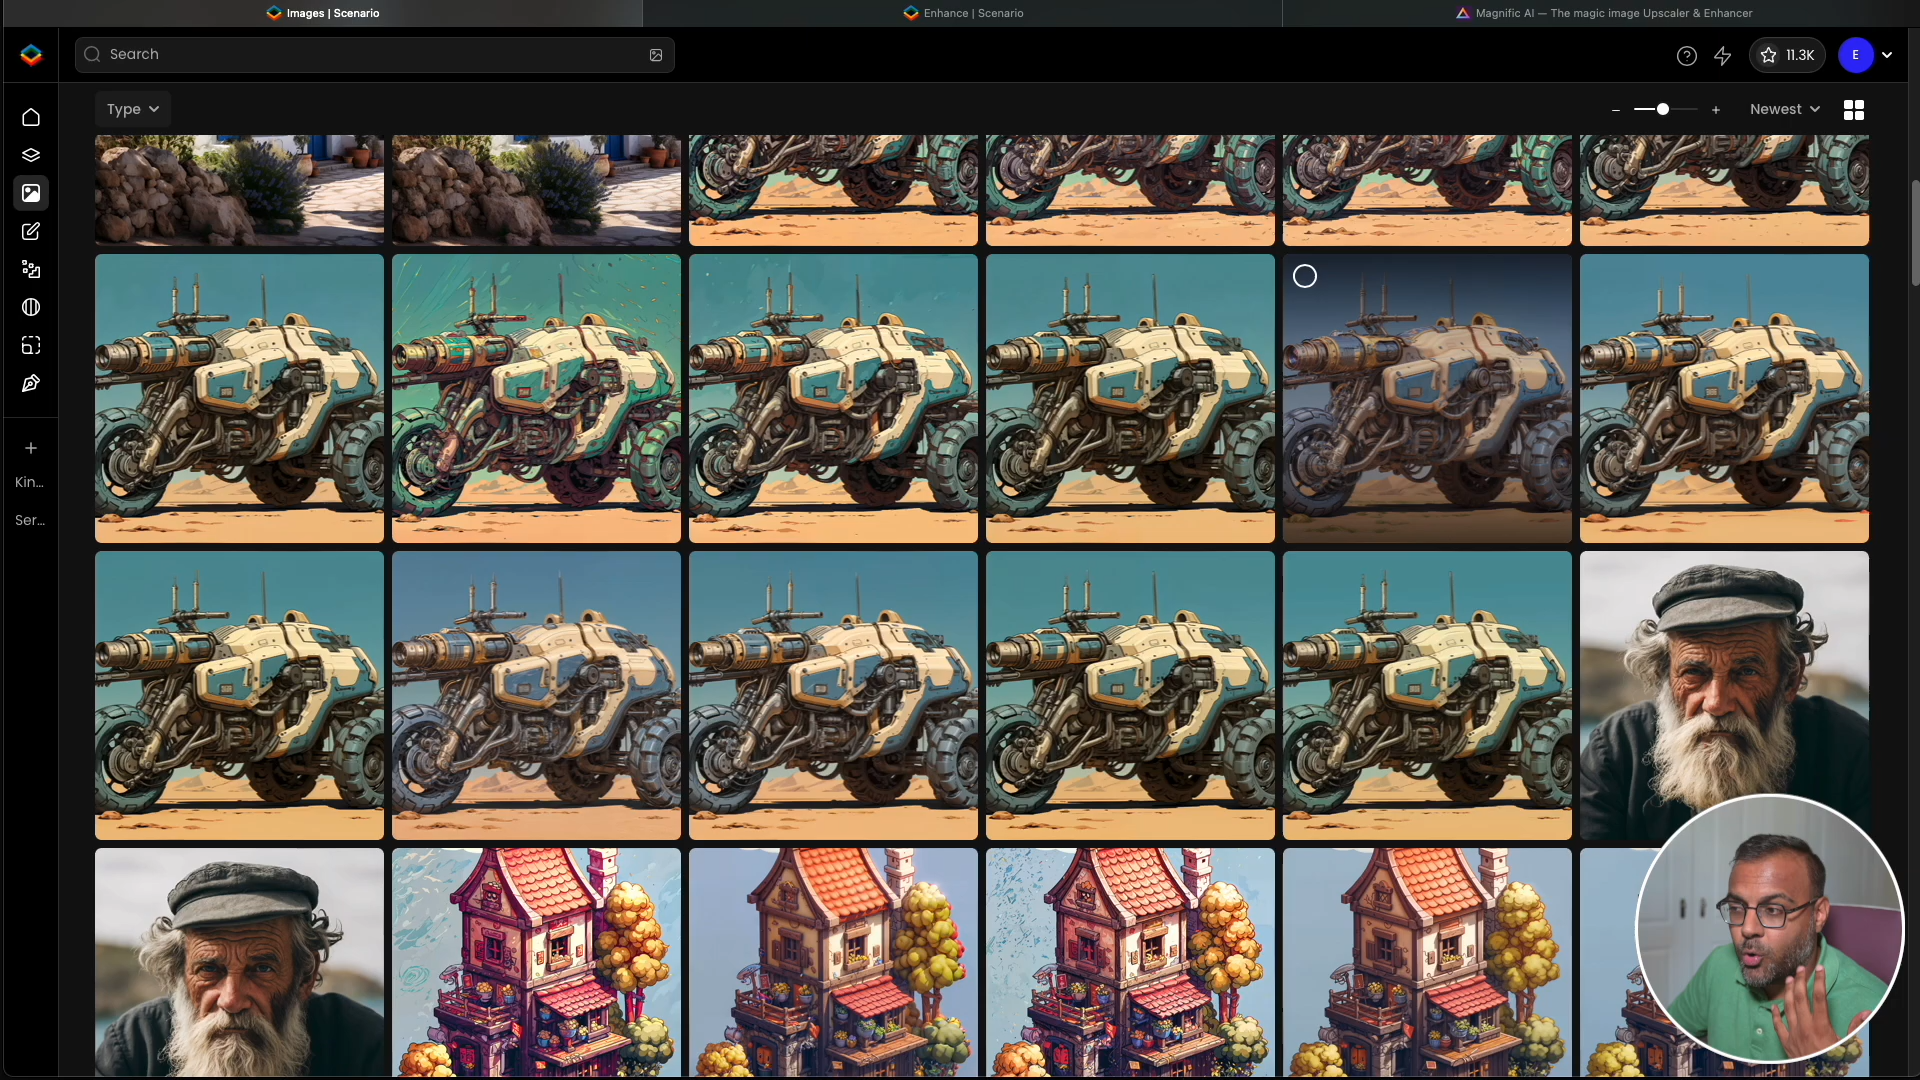 Images | Scenario
Enhance | Scenario
Magnific AI — The magic image Upscaler & Enhancer
Search
11.3K
E
Type
Newest
Kin...
Ser...